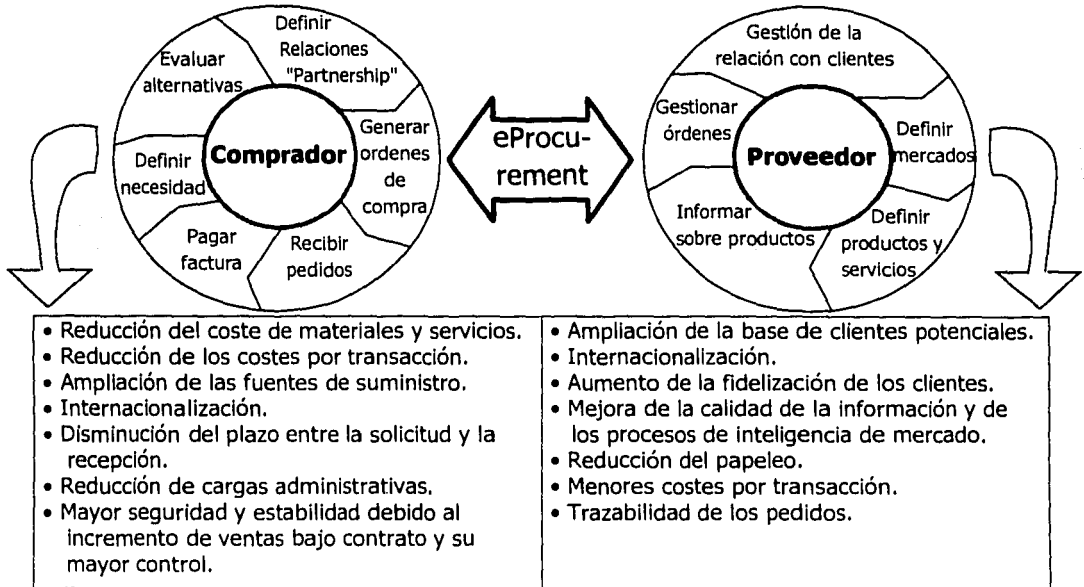 Definir
Relaciones
"Partnership"
Evaluar
alternativas
Comprador
Generar
ordenes
de
compra
Definir
necesidad
Pagar
factura
Recibir
pedidos
eProcu-
rement
Gestión de la
relación con clientes
Gestionar
órdenes
Proveedor
Definir
mercados
Informar
sobre productos
Definir
productos y
servicios
• Reducción del coste de materiales y servicios.
• Reducción de los costes por transacción.
• Ampliación de las fuentes de suministro.
• Internacionalización.
• Disminución del plazo entre la solicitud y la
recepción.
• Reducción de cargas administrativas.
• Mayor seguridad y estabilidad debido al
incremento de ventas bajo contrato y su
mayor control.
• Ampliación de la base de clientes potenciales.
• Internacionalización.
• Aumento de la fidelización de los clientes.
• Mejora de la calidad de la información y de
los procesos de inteligencia de mercado.
• Reducción del papeleo.
• Menores costes por transacción.
• Trazabilidad de los pedidos.